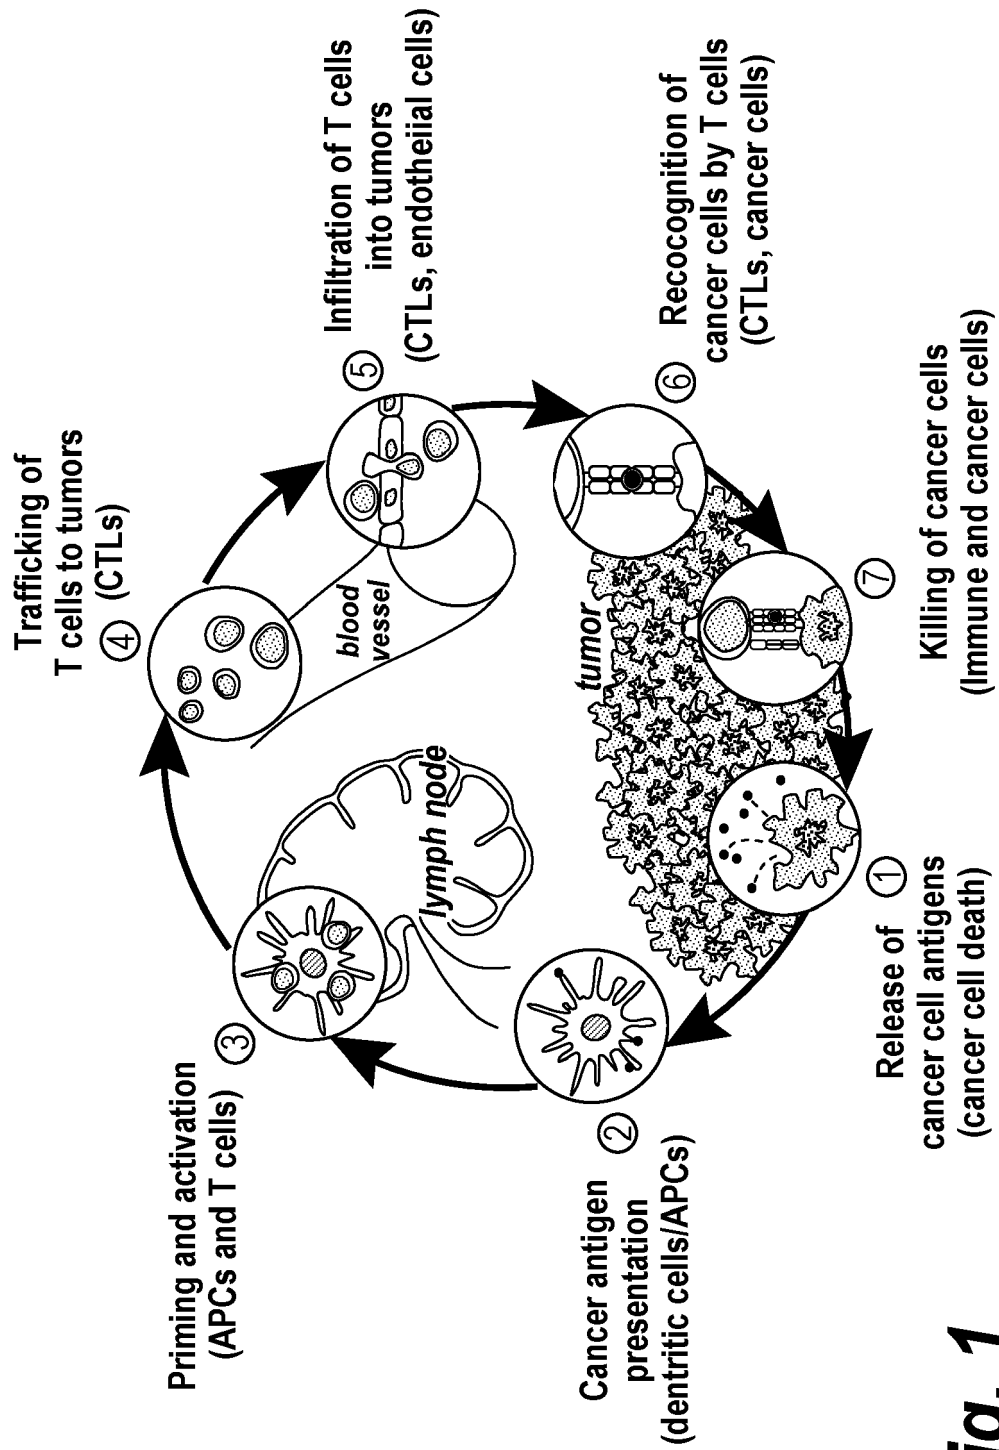 Trafficking of
T cells to tumors
(CTLs)
4
Priming and activation
(APCs and T cells)
3
5
Infiltration of T cells
into tumors
(CTLs, endotheiial cells)
blood
vessel
lymph node
tumor
Cancer antigen
presentation
(dentritic cells/APCs)
2
6
Recocognition of
cancer cells by T cells
(CTLs, cancer cells)
1
Release of
cancer cell antigens
(cancer cell death)
7
Killing of cancer cells
(Immune and cancer cells)
ig. 1